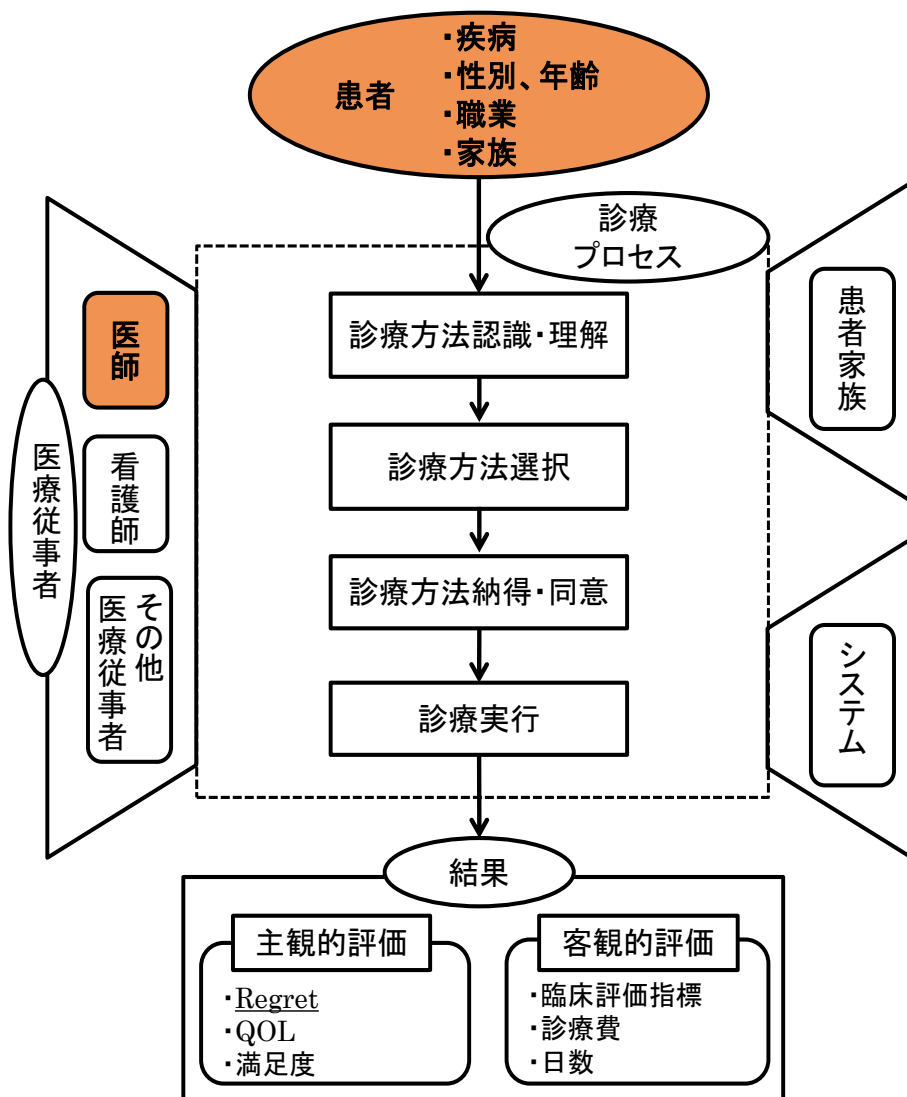 患者
・疾病
・性別、年齢
・職業
・家族
診療
プロセス
診療方法認識・理解
診療方法選択
診療方法納得・同意
診療実行
医療従事者
医師
看護師
その他
医療従事者
患者家族
システム
結果
主観的評価
・Regret
・QOL
・満足度
客観的評価
・臨床評価指標
・診療費
・日数